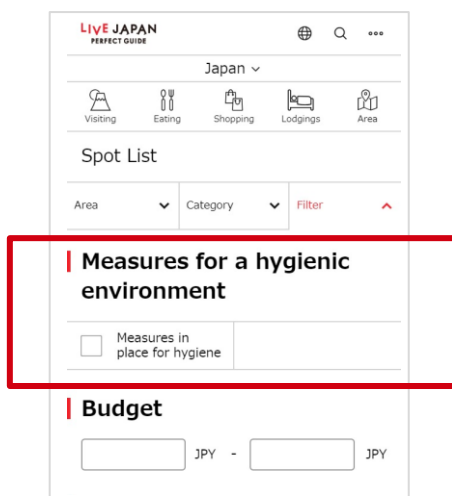 LIVE JAPAN
PERFECT GUIDE
Japan
Visiting
Eating
Shopping
Lodgings
Area
Spot List
Area
Category
Filter
Measures for a hygienic
environment
Measures in
place for hygiene
Budget
JPY - JPY